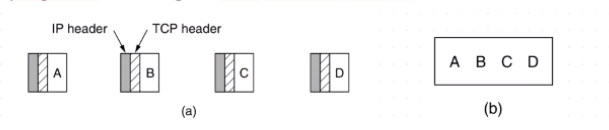 IP header TCP header
A B C D
(a)
A B C D
(b)